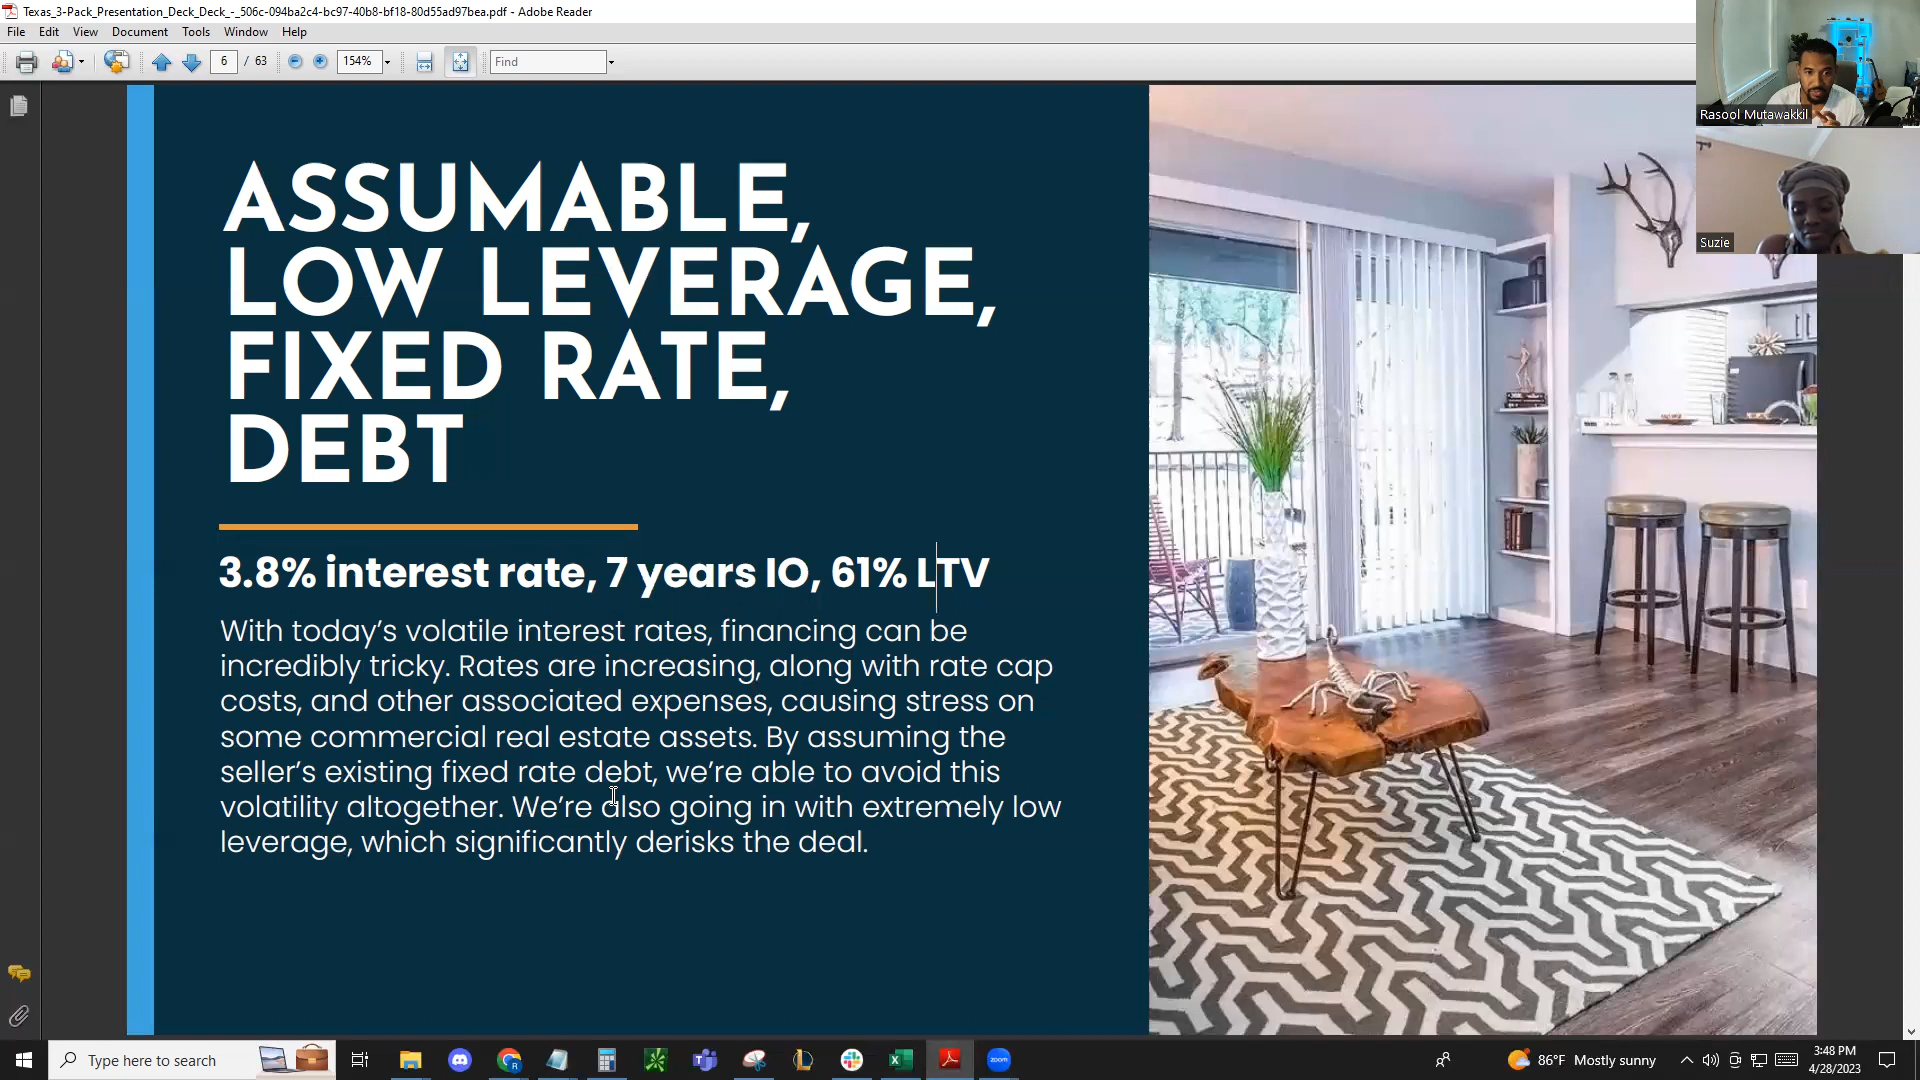 Texas_3-Pack_Presentation_Deck_Deck_-_506c-094ba2c4-bc97-40b8-bf18-80d55ad97bea.pdf - Adobe Reader
File Edit View Document Tools Window Help
6 / 63 154% Find
Rasool Mutawakkil
Suzie
ASSUMABLE,
LOW LEVERAGE,
FIXED RATE,
DEBT
3.8% interest rate, 7 years IO, 61% LTV
With today’s volatile interest rates, financing can be
incredibly tricky. Rates are increasing, along with rate cap
costs, and other associated expenses, causing stress on
some commercial real estate assets. By assuming the
seller’s existing fixed rate debt, we’re able to avoid this
volatility altogether. We’re also going in with extremely low
leverage, which significantly derisks the deal.
Type here to search
zoom
86°F Mostly sunny
3:48 PM
4/28/2023